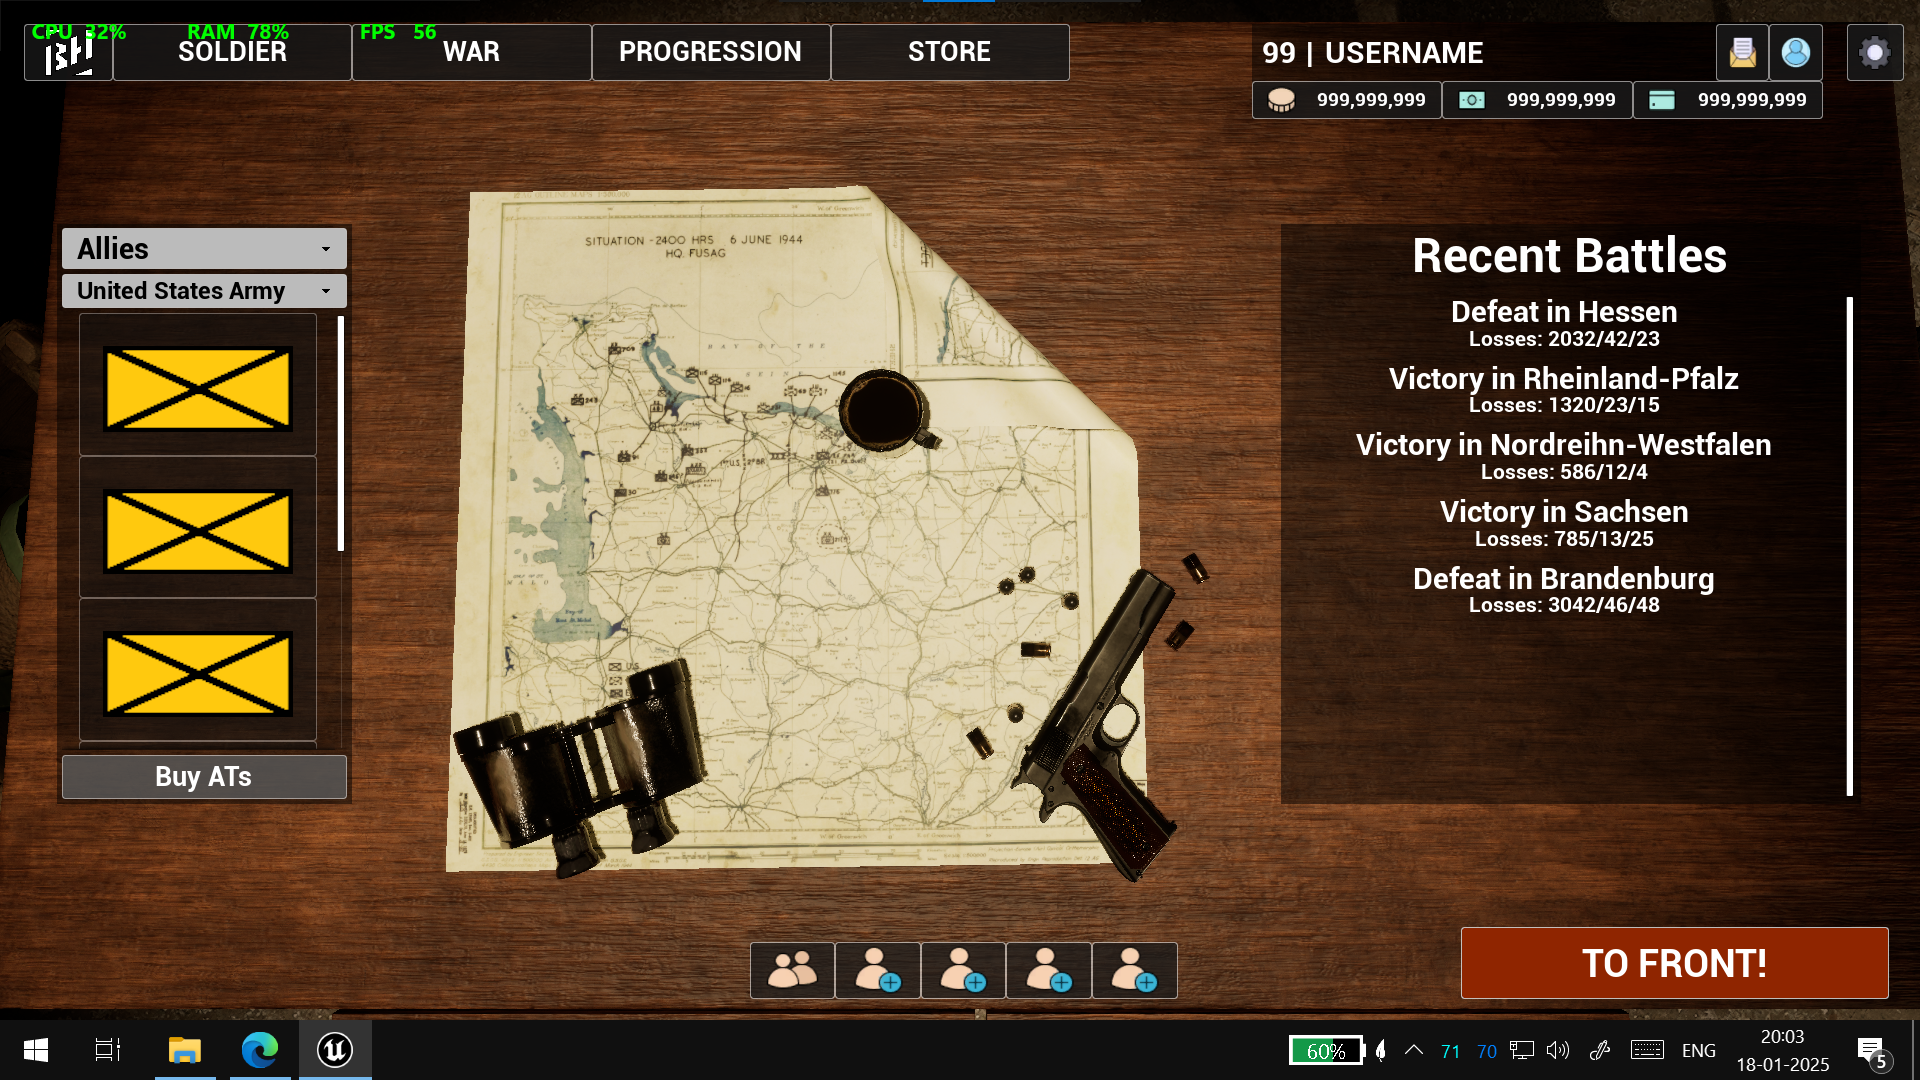 CPU 32% RAM 78% FPS 56
SOLDIER WAR PROGRESSION STORE
99 | USERNAME
999,999,999 999,999,999 999,999,999
SITUATION - 2400 HRS 6 JUNE 1944
HQ. FUSAG
BAY OF THE
SEINE
Allies
United States Army
Buy ATs
Recent Battles
Defeat in Hessen
Losses: 2032/42/23
Victory in Rheinland-Pfalz
Losses: 1320/23/15
Victory in Nordreihn-Westfalen
Losses: 586/12/4
Victory in Sachsen
Losses: 785/13/25
Defeat in Brandenburg
Losses: 3042/46/48
TO FRONT!
60% 71 70 ENG
20:03
18-01-2025
5